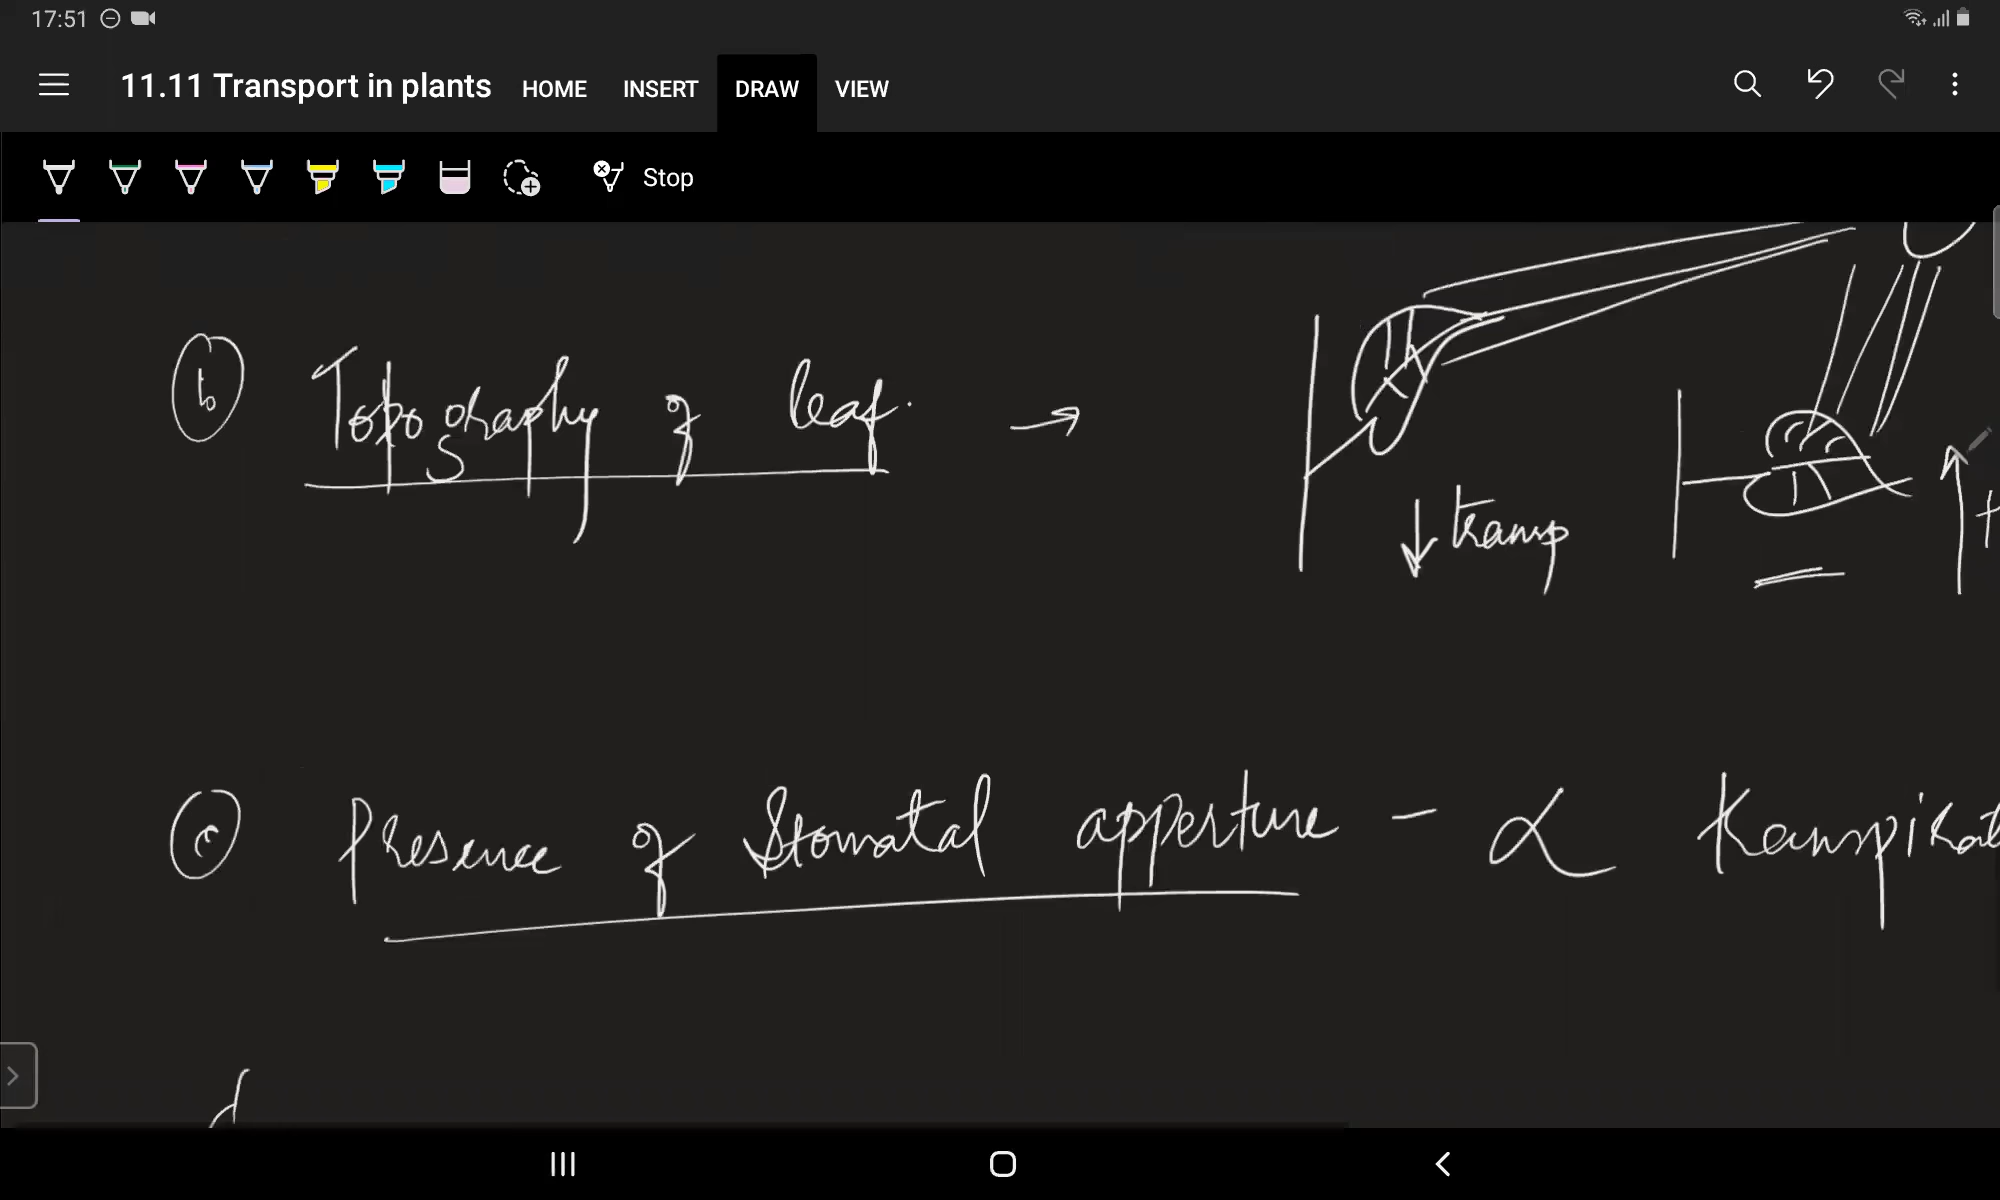 17:51
11.11 Transport in plants HOME INSERT DRAW VIEW
Stop
b Topography of leaf. →
↓ transp
↑ t
c Presence of Stomatal apperture - α transpirat
d